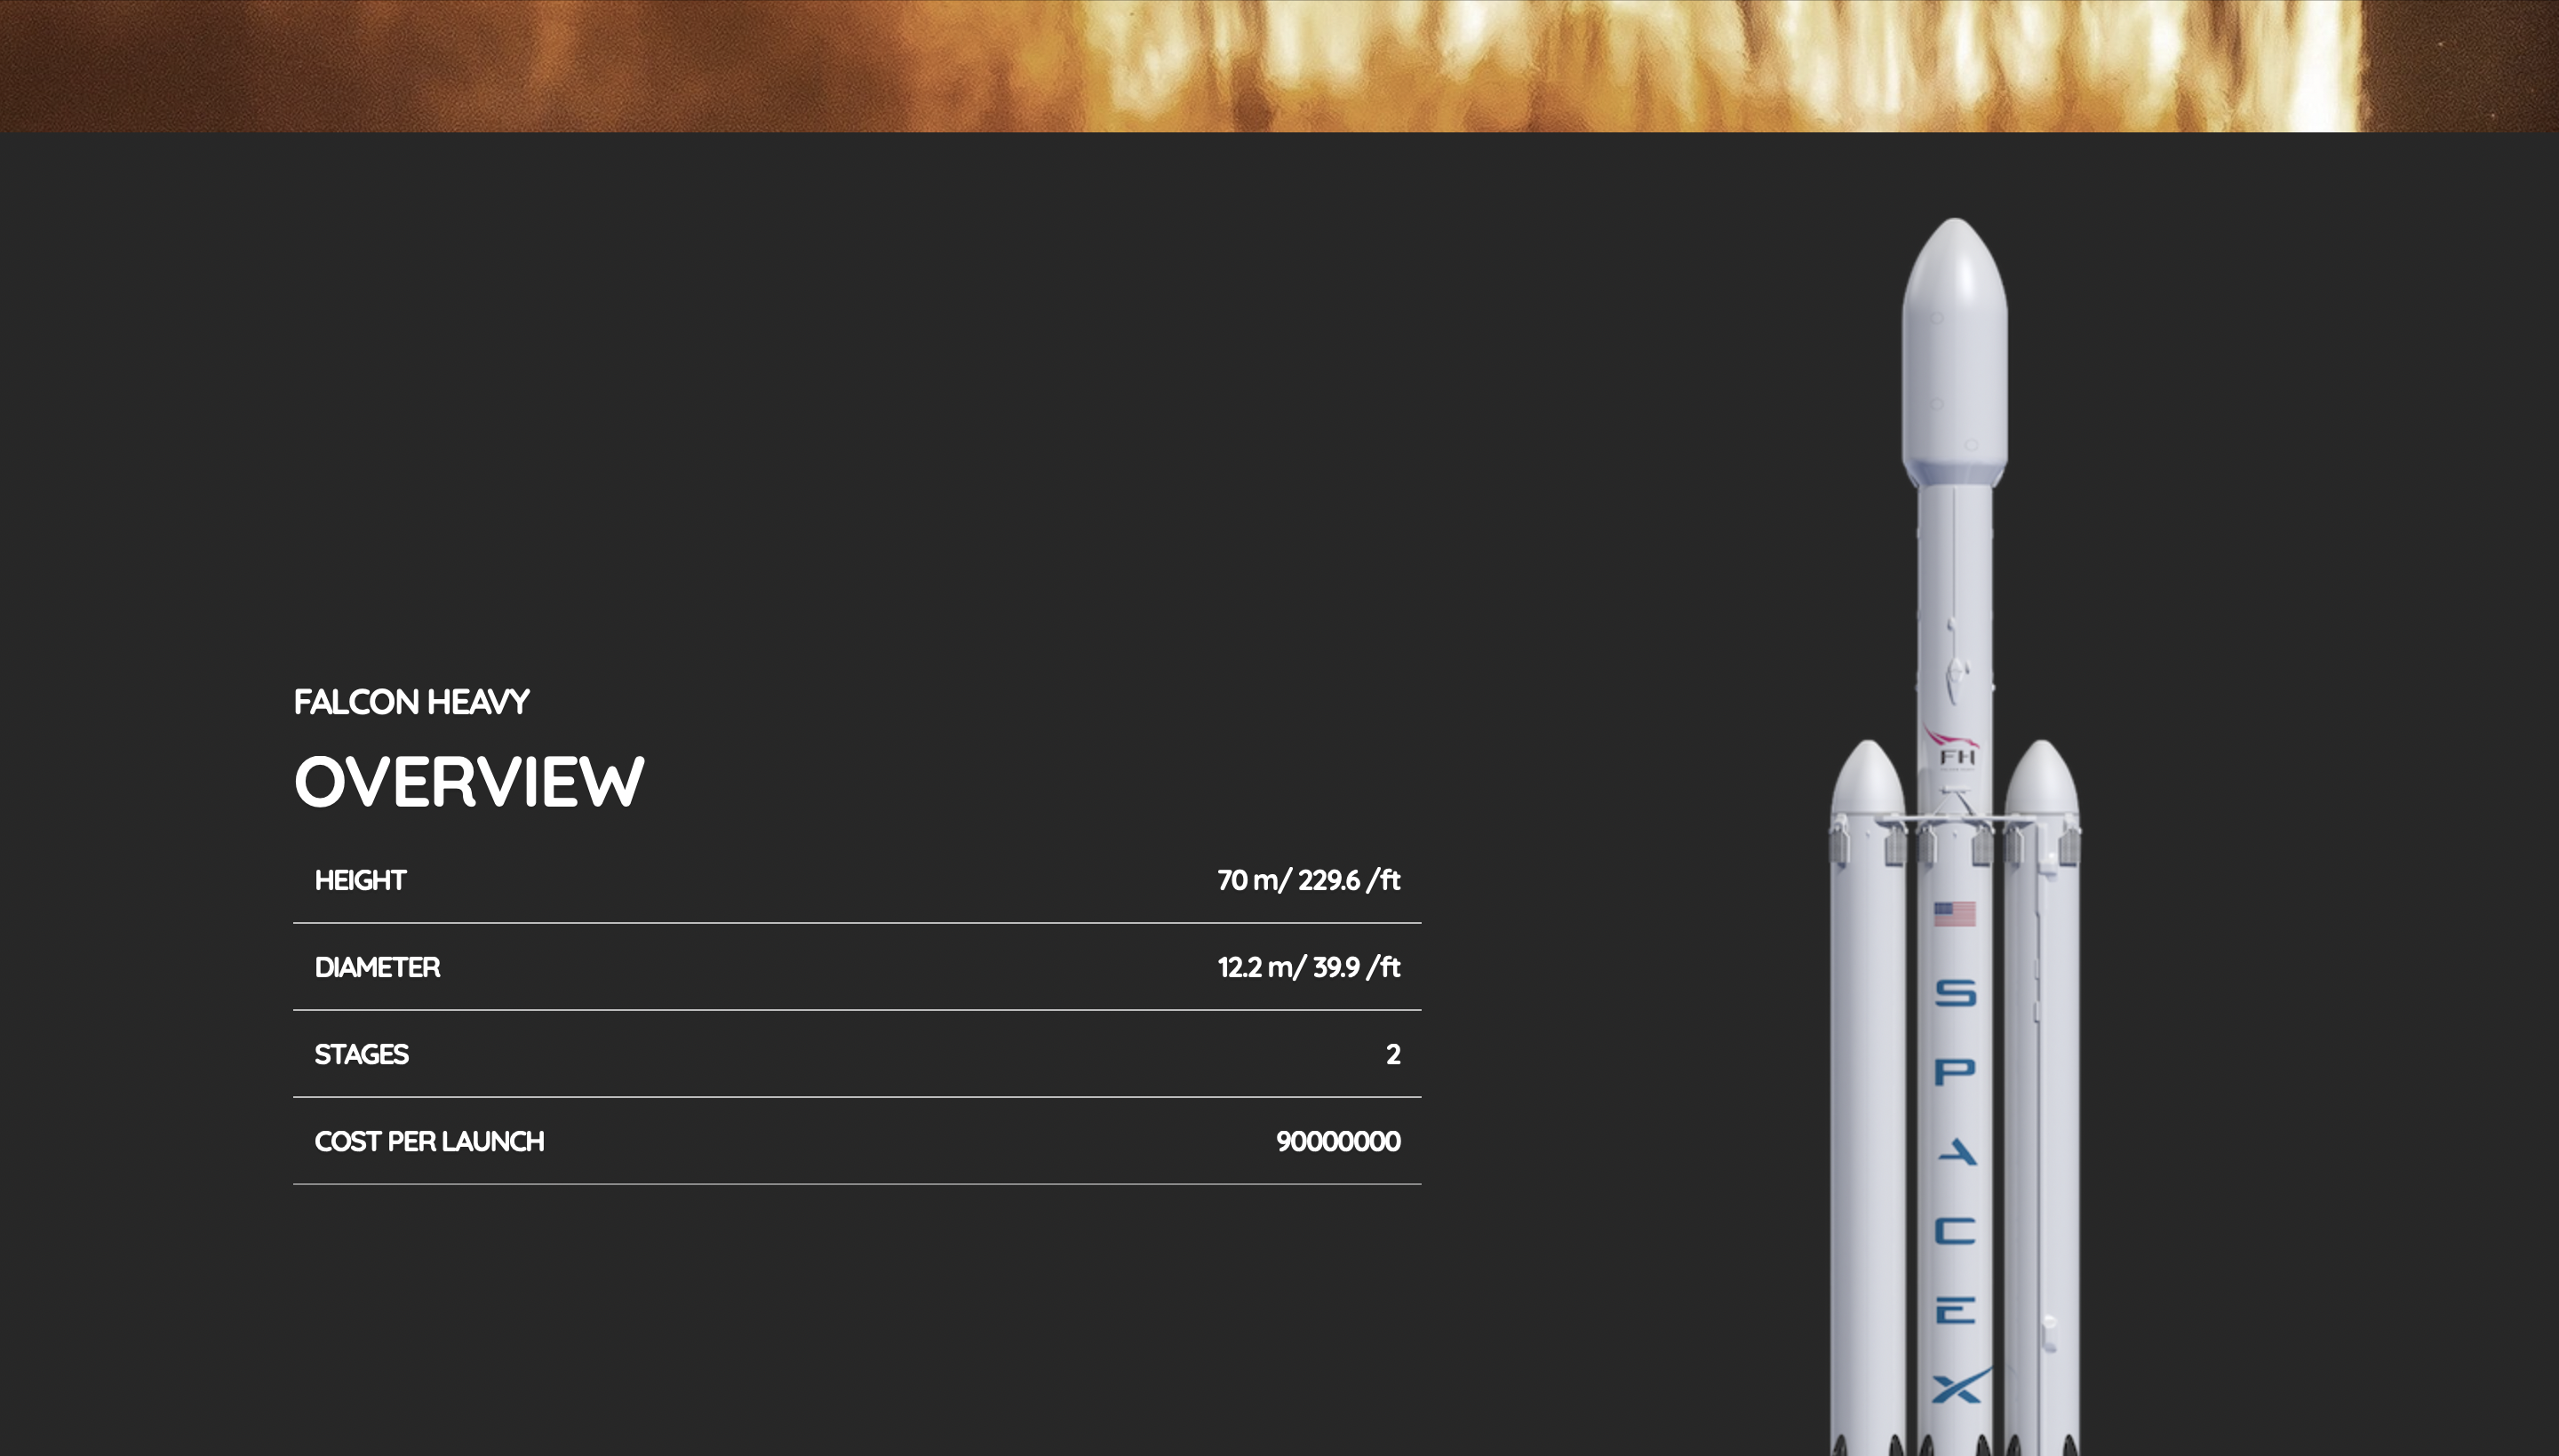 FALCON HEAVY
OVERVIEW
HEIGHT 70 m/ 229.6 /ft
DIAMETER 12.2 m/ 39.9 /ft
STAGES 2
COST PER LAUNCH 90000000
FH
S
P
A
C
E
X